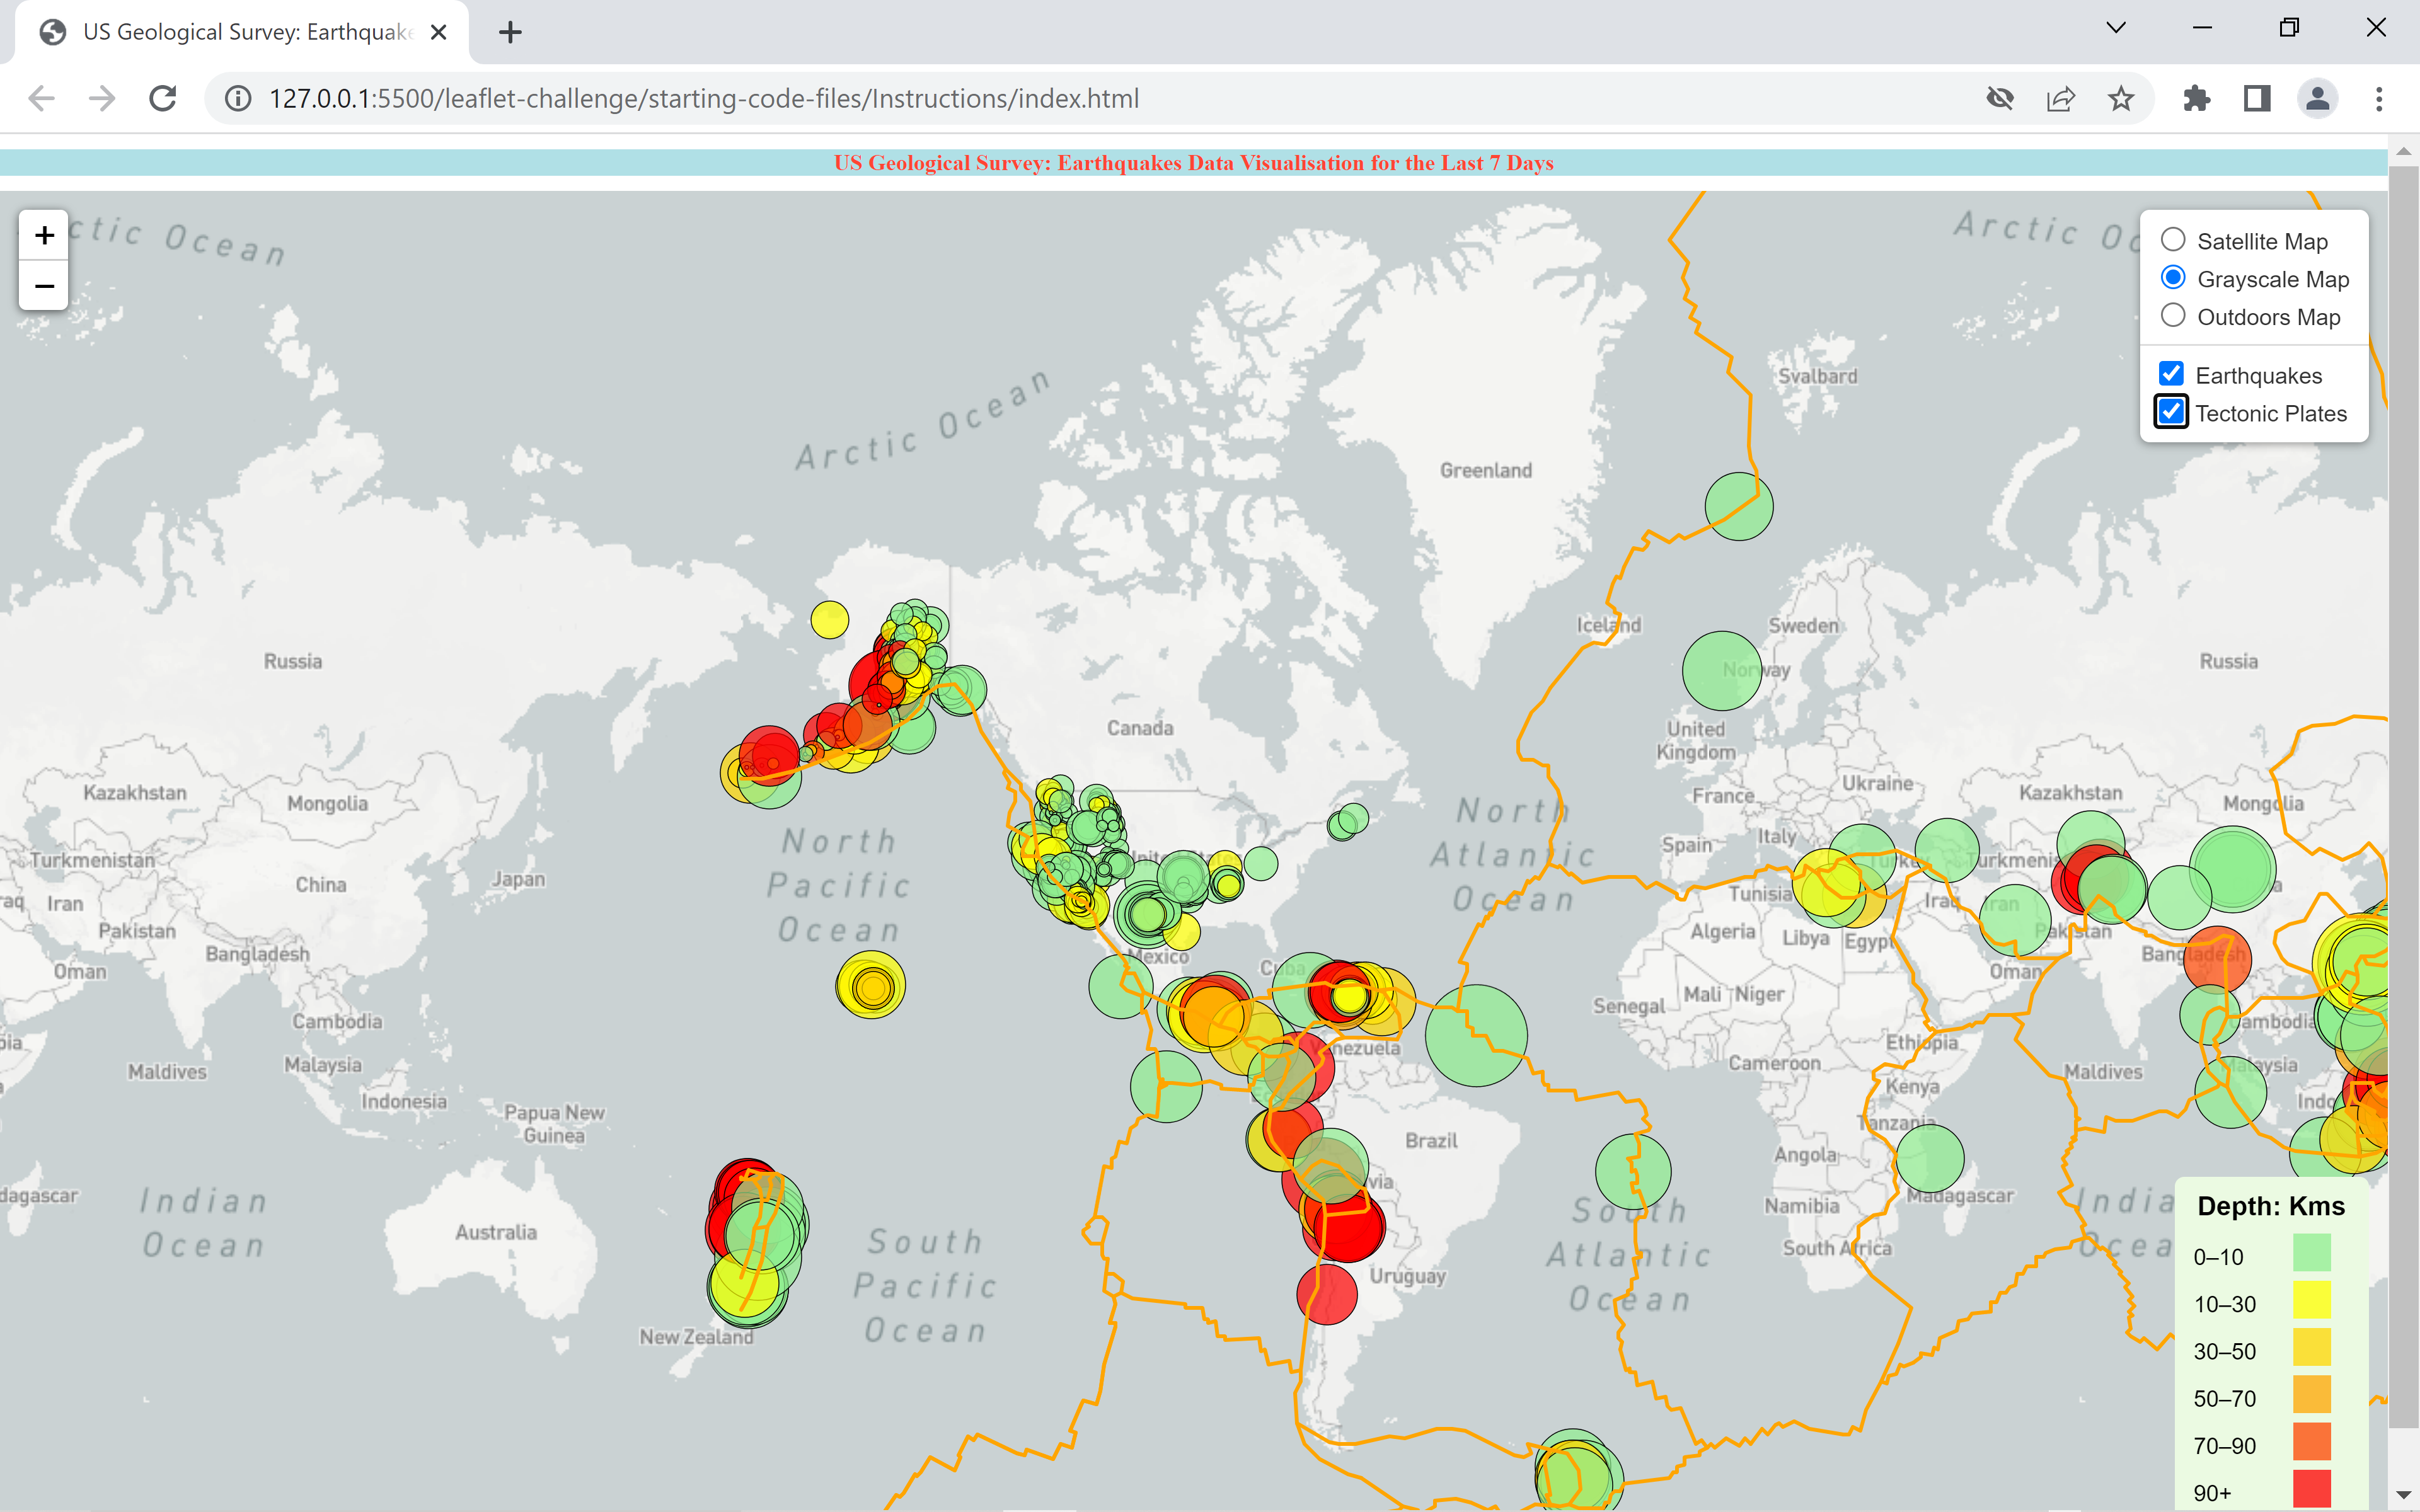 US Geological Survey: Earthquake
127.0.0.1:5500/leaflet-challenge/starting-code-files/Instructions/index.html
US Geological Survey: Earthquakes Data Visualisation for the Last 7 Days
+
−
ctic Ocean
Arctic Oc
Satellite Map
Grayscale Map
Outdoors Map
Earthquakes
Tectonic Plates
Svalbard
Arctic Ocean
Greenland
Iceland
Sweden
Russia
Russia
Norway
Canada
United
Kingdom
Kazakhstan
Mongolia
Ukraine
France
Kazakhstan
Mongolia
North
Pacific
Ocean
North
Atlantic
Ocean
Italy
Spain
Turkmenistan
United States
Turkey
Turkmenis
China
Japan
Iraq
Iran
Tunisia
Iraq
Iran
Pakistan
Algeria
Libya
Egypt
Pakistan
Bangladesh
Mexico
Bangladesh
Oman
Cuba
Oman
Mali
Niger
Senegal
Cambodia
Cambodia
Ethiopia
Venezuela
Malaysia
Maldives
Cameroon
Maldives
Malaysia
Kenya
Indonesia
Indo
Papua New
Guinea
Tanzania
Brazil
Angola
via
dagascar
Indian
Ocean
Madagascar
Namibia
India
Ocea
South
Atlantic
Ocean
Australia
South
Pacific
Ocean
South Africa
Uruguay
New Zealand
Depth: Kms
0–10
10–30
30–50
50–70
70–90
90+